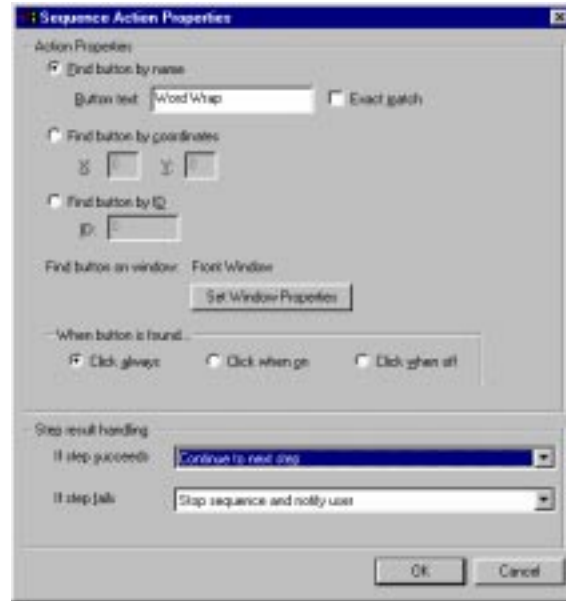 Sequence Action Properties
Action Properties
Find button by name
Button text: Word Wrap Exact match
Find button by coordinates
X: 0 Y: 0
Find button by ID
ID: 0
Find button on window: Front Window
Set Window Properties
When button is found...
Click always Click when on Click when off
Step result handling
If step succeeds Continue to next step
If step fails Stop sequence and notify user
OK Cancel